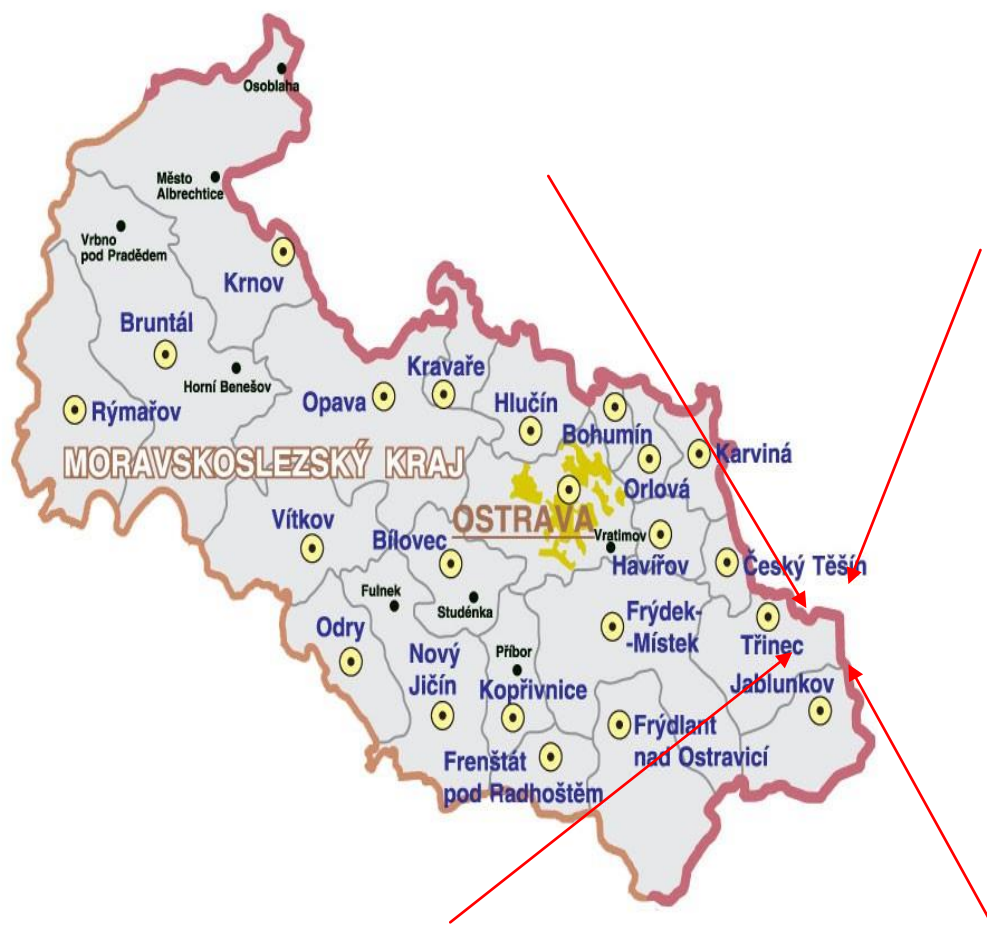 Osoblaha
Město
Albrechtice
Vrbno
pod Pradědem
Krnov
Bruntál
Horní Benešov
Kravaře
Opava
Rýmařov
Hlučín
Bohumín
Karviná
MORAVSKOSLEZSKÝ KRAJ
Orlová
OSTRAVA
Vítkov
Bílovec
Vratimov
Havířov
Český Těšín
Fulnek
Studénka
Frýdek-
-Místek
Odry
Třinec
Příbor
Nový
Jičín
Kopřivnice
Jablunkov
Frýdlant
nad Ostravicí
Frenštát
pod Radhoštěm